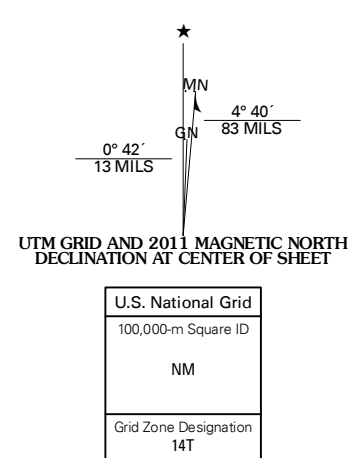 ★
MN
4° 40´
83 MILS
GN
0° 42´
13 MILS
UTM GRID AND 2011 MAGNETIC NORTH
DECLINATION AT CENTER OF SHEET
U.S. National Grid
100,000-m Square ID
NM
Grid Zone Designation
14T